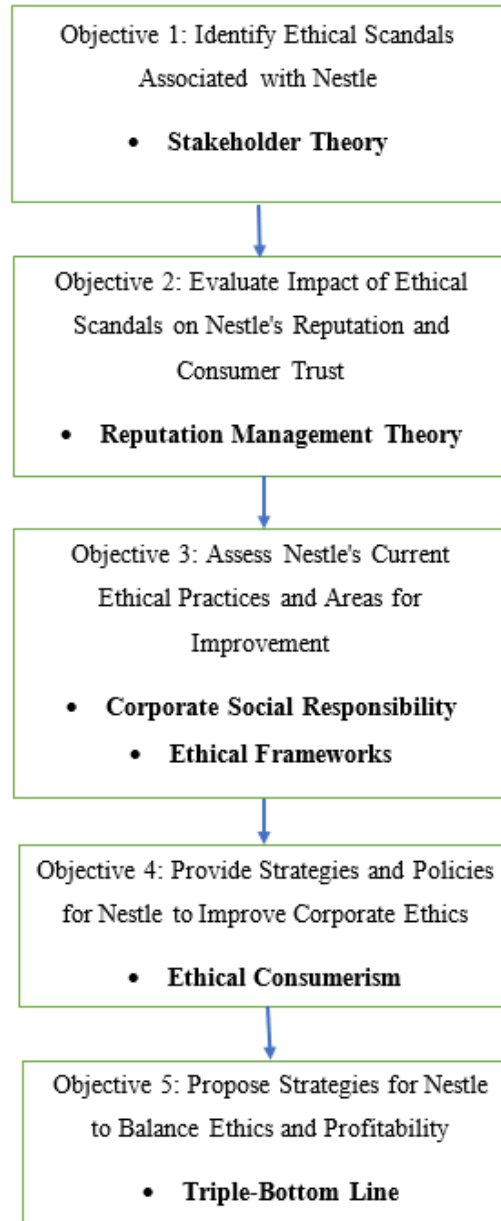 Objective 1: Identify Ethical Scandals
Associated with Nestle
• Stakeholder Theory
Objective 2: Evaluate Impact of Ethical
Scandals on Nestle's Reputation and
Consumer Trust
• Reputation Management Theory
Objective 3: Assess Nestle's Current
Ethical Practices and Areas for
Improvement
• Corporate Social Responsibility
• Ethical Frameworks
Objective 4: Provide Strategies and Policies
for Nestle to Improve Corporate Ethics
• Ethical Consumerism
Objective 5: Propose Strategies for Nestle
to Balance Ethics and Profitability
• Triple-Bottom Line